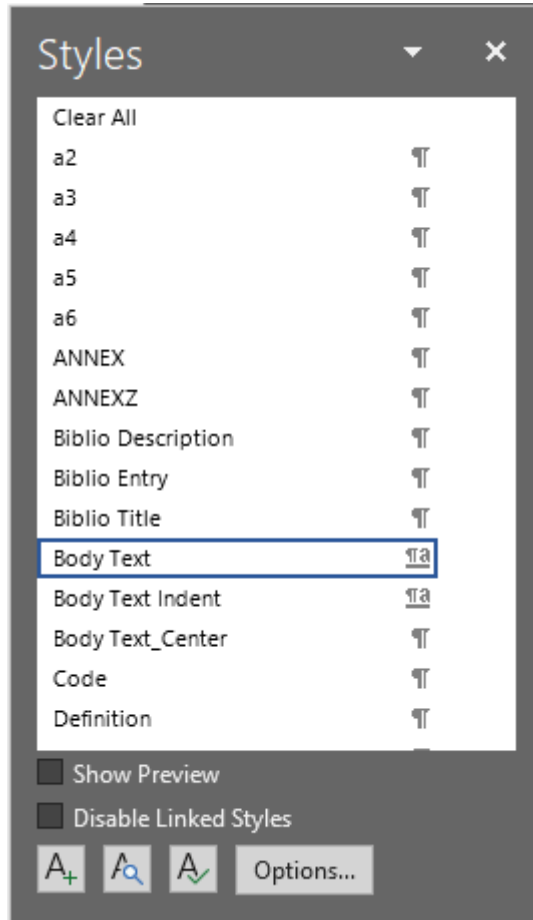 Styles
Clear All
a2 ¶
a3 ¶
a4 ¶
a5 ¶
a6 ¶
ANNEX ¶
ANNEXZ ¶
Biblio Description ¶
Biblio Entry ¶
Biblio Title ¶
Body Text ¶a
Body Text Indent ¶a
Body Text_Center ¶
Code ¶
Definition ¶
Show Preview
Disable Linked Styles
Options...